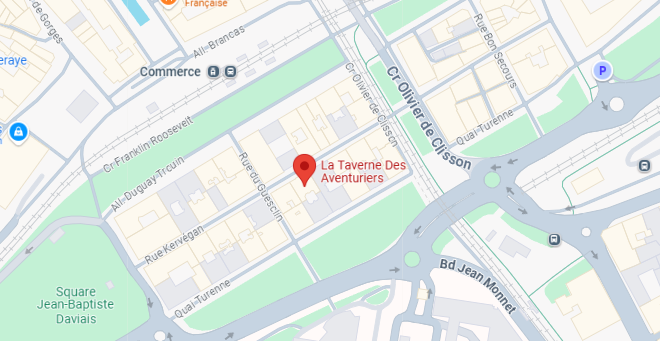 Française
de Gorges
All. Brancas
Rue Bon Secours
eraye
Commerce
P
Cr Olivier de Clisson
Cr Olivier de Clisson
Quai Turenne
Cr Franklin Roosevelt
All. Duguay Trouin
Rue du Guesclin
La Taverne Des
Aventuriers
Rue Kervégan
Bd Jean Monnet
Quai Turenne
Square
Jean-Baptiste
Daviais